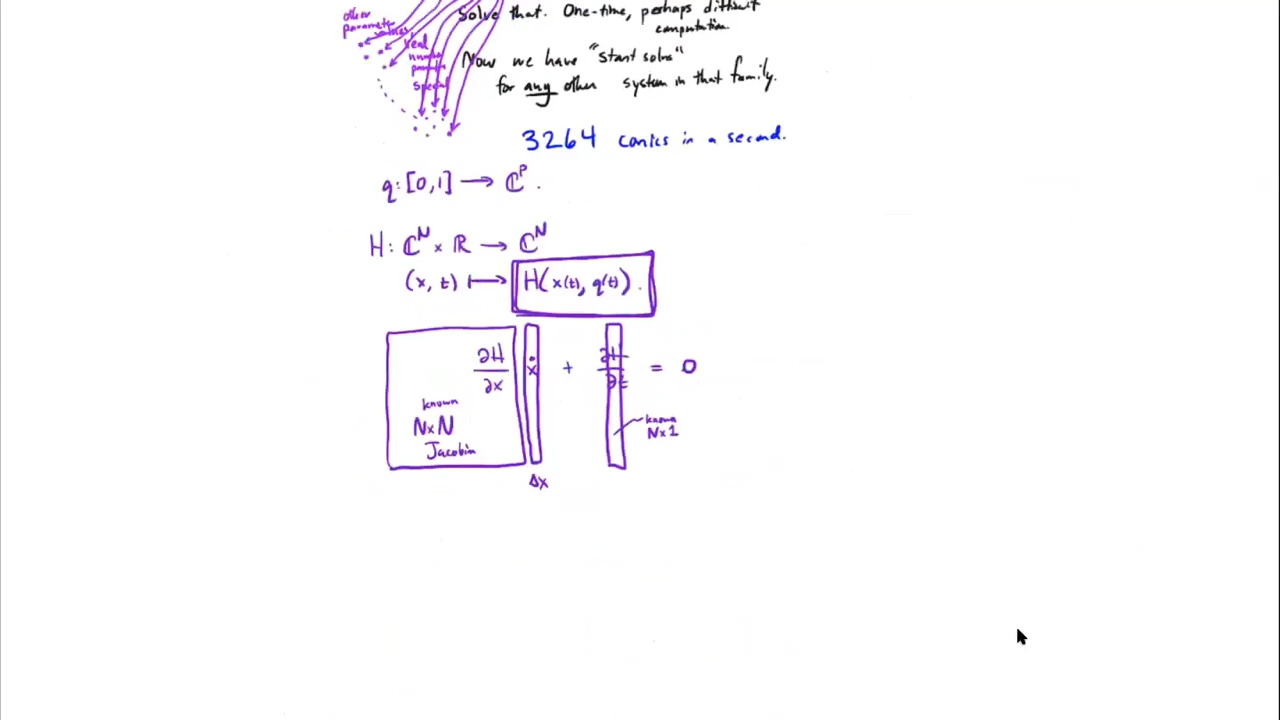 other
parameter
values
real
number
special
Solve that. One-time, perhaps difficult
computation.
Now we have "start solns"
for any other system in that family.
3264 conics in a second.
q: [0,1] → ℂᴾ.
H: ℂᴺ × ℝ → ℂᴺ
(x, t) ↦ H(x(t), q(t)).
∂H/∂x ẋ + ∂H/∂t = 0
known
N×N
Jacobian
known
N×1
Δx